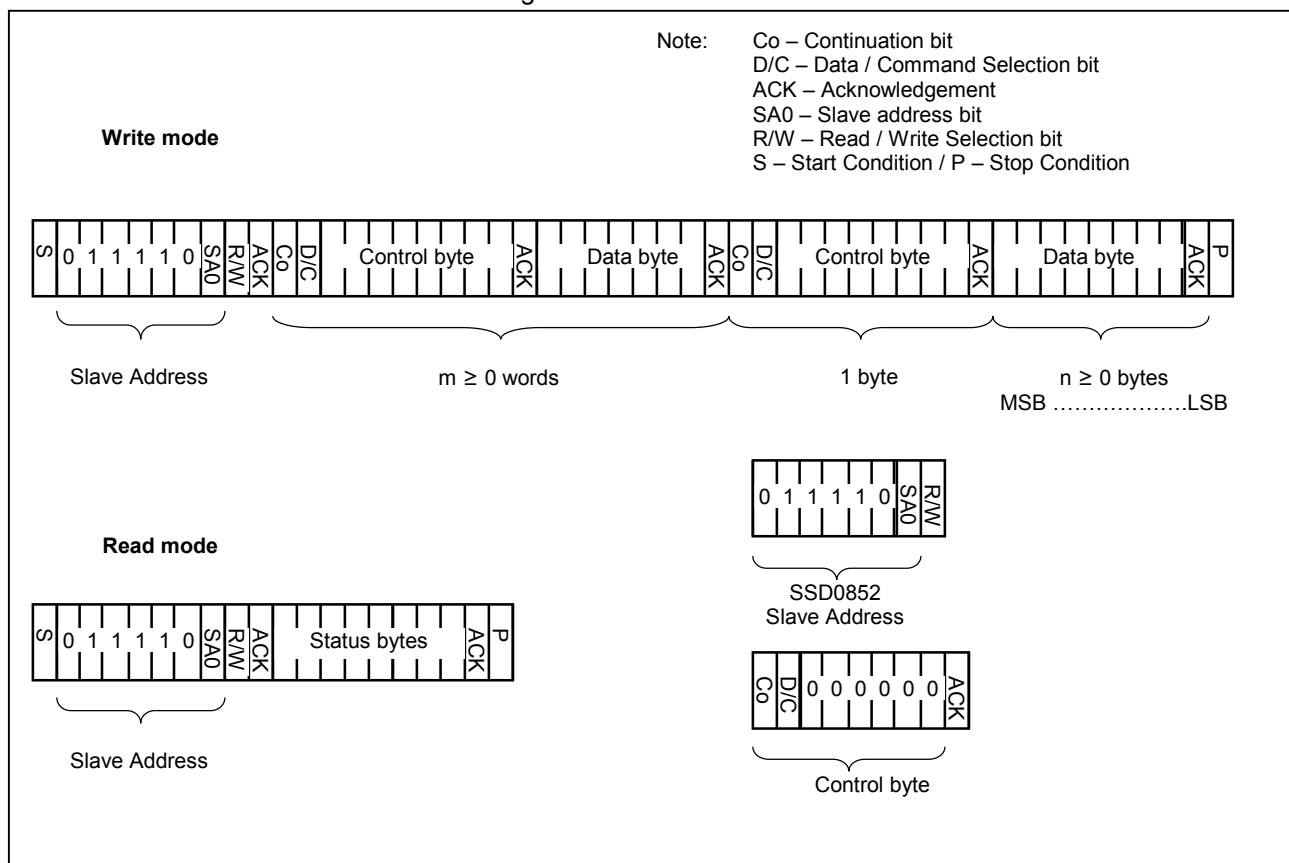 Note: Co – Continuation bit
D/C – Data / Command Selection bit
ACK – Acknowledgement
SA0 – Slave address bit
R/W – Read / Write Selection bit
S – Start Condition / P – Stop Condition
Write mode
S 0 1 1 1 1 0 SA0 R/W ACK Co D/C Control byte ACK Data byte ACK Co D/C Control byte ACK Data byte ACK P
Slave Address m ≥ 0 words 1 byte n ≥ 0 bytes
MSB ………………..LSB
0 1 1 1 1 0 SA0 R/W
SSD0852
Slave Address
Read mode
S 0 1 1 1 1 0 SA0 R/W ACK Status bytes ACK P
Slave Address
Co D/C 0 0 0 0 0 0 ACK
Control byte